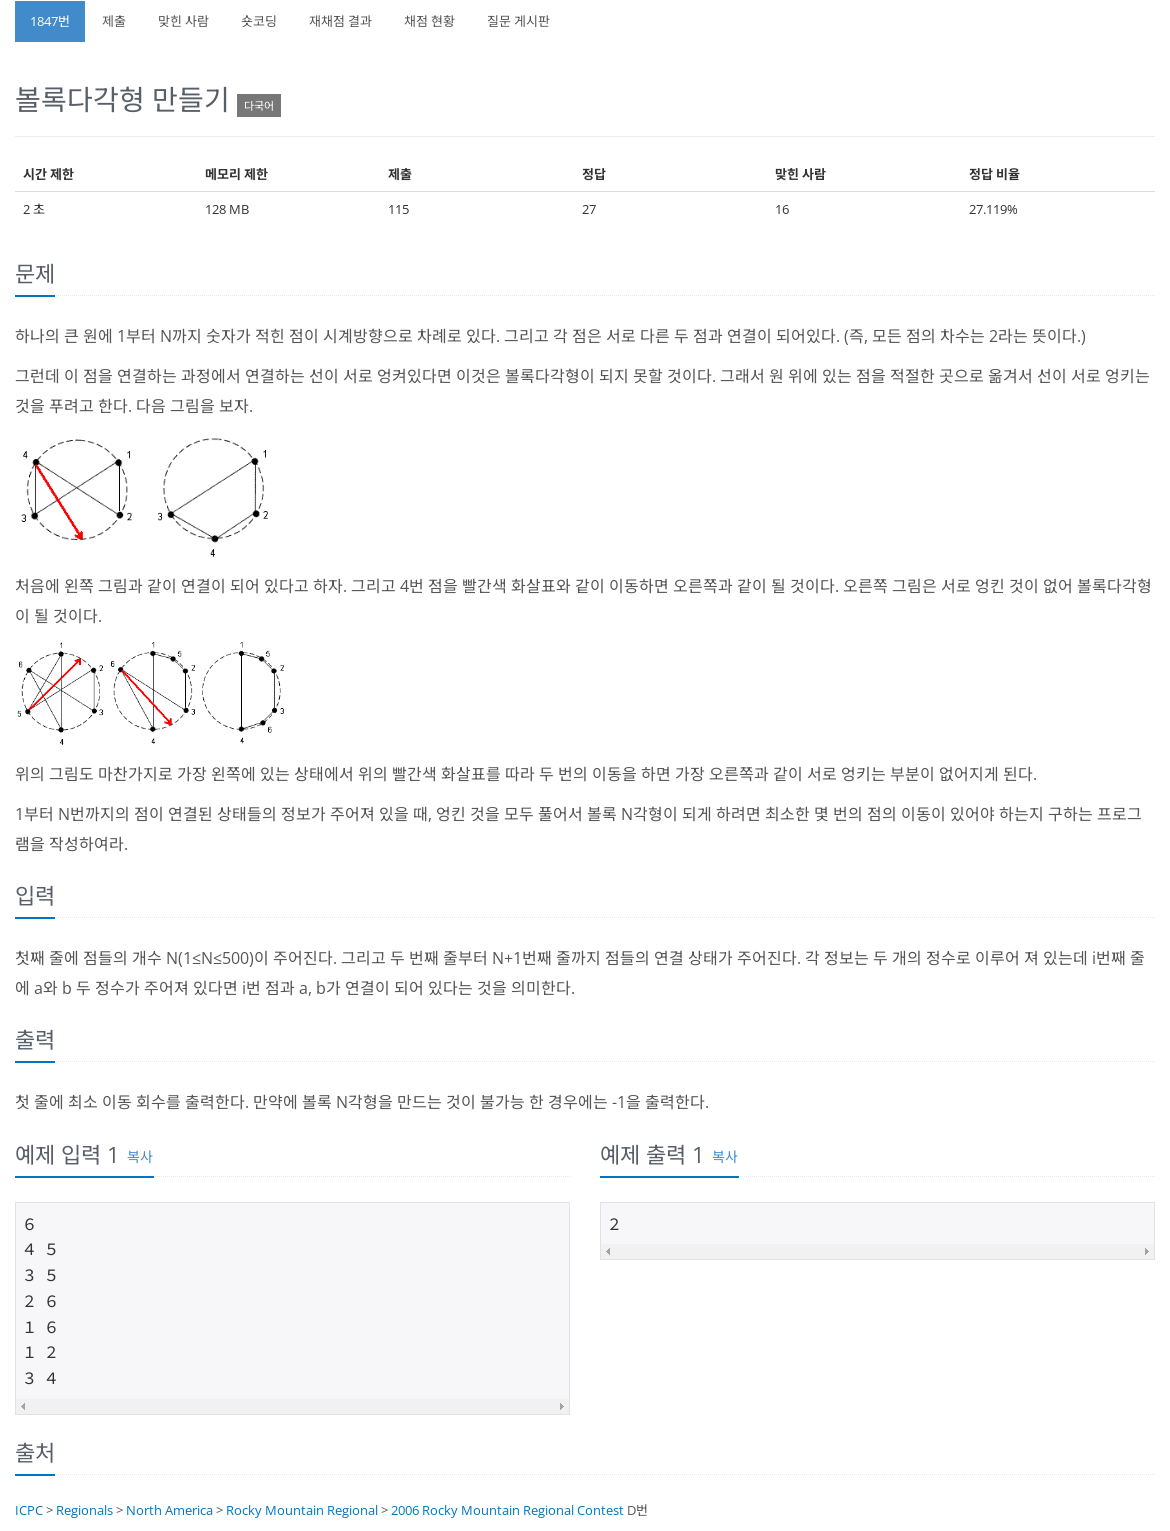 1847번 제출 맞힌 사람 숏코딩 재채점 결과 채점 현황 질문 게시판
볼록다각형 만들기 다국어
시간 제한 메모리 제한 제출 정답 맞힌 사람 정답 비율
2 초 128 MB 115 27 16 27.119%
문제
하나의 큰 원에 1부터 N까지 숫자가 적힌 점이 시계방향으로 차례로 있다. 그리고 각 점은 서로 다른 두 점과 연결이 되어있다. (즉, 모든 점의 차수는 2라는 뜻이다.)
그런데 이 점을 연결하는 과정에서 연결하는 선이 서로 엉켜있다면 이것은 볼록다각형이 되지 못할 것이다. 그래서 원 위에 있는 점을 적절한 곳으로 옮겨서 선이 서로 엉키는
것을 푸려고 한다. 다음 그림을 보자.
4 1 3 2
1 3 2 4
처음에 왼쪽 그림과 같이 연결이 되어 있다고 하자. 그리고 4번 점을 빨간색 화살표와 같이 이동하면 오른쪽과 같이 될 것이다. 오른쪽 그림은 서로 엉킨 것이 없어 볼록다각형
이 될 것이다.
1 6 2 5 3 4
1 5 6 2 3 4
1 5 2 3 6 4
위의 그림도 마찬가지로 가장 왼쪽에 있는 상태에서 위의 빨간색 화살표를 따라 두 번의 이동을 하면 가장 오른쪽과 같이 서로 엉키는 부분이 없어지게 된다.
1부터 N번까지의 점이 연결된 상태들의 정보가 주어져 있을 때, 엉킨 것을 모두 풀어서 볼록 N각형이 되게 하려면 최소한 몇 번의 점의 이동이 있어야 하는지 구하는 프로그
램을 작성하여라.
입력
첫째 줄에 점들의 개수 N(1≤N≤500)이 주어진다. 그리고 두 번째 줄부터 N+1번째 줄까지 점들의 연결 상태가 주어진다. 각 정보는 두 개의 정수로 이루어 져 있는데 i번째 줄
에 a와 b 두 정수가 주어져 있다면 i번 점과 a, b가 연결이 되어 있다는 것을 의미한다.
출력
첫 줄에 최소 이동 회수를 출력한다. 만약에 볼록 N각형을 만드는 것이 불가능 한 경우에는 -1을 출력한다.
예제 입력 1 복사
6
4 5
3 5
2 6
1 6
1 2
3 4
예제 출력 1 복사
2
출처
ICPC > Regionals > North America > Rocky Mountain Regional > 2006 Rocky Mountain Regional Contest D번